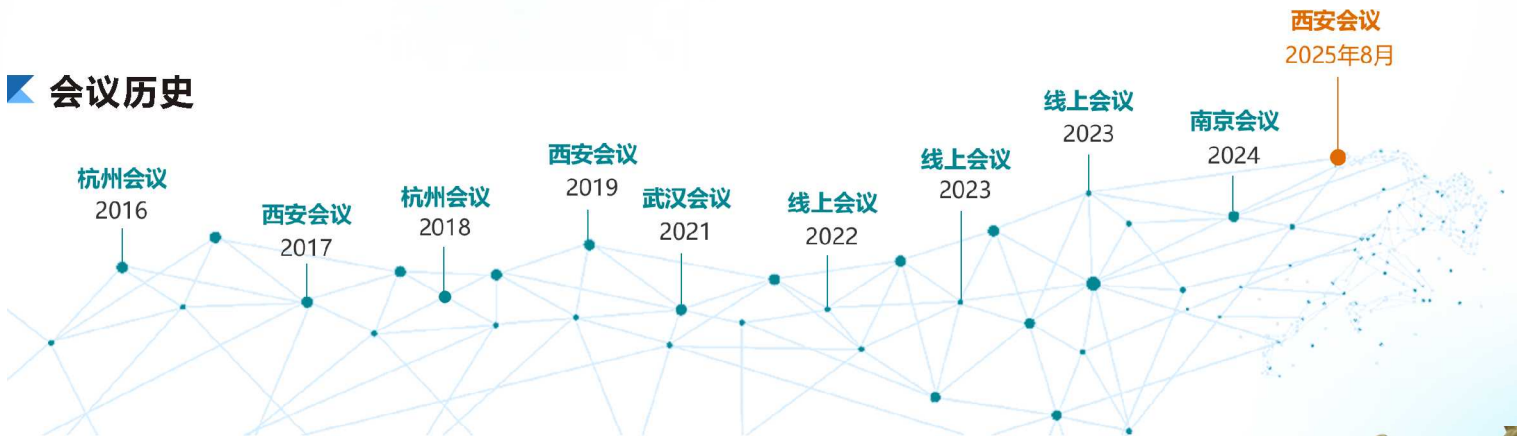 会议历史
杭州会议
2016
西安会议
2017
杭州会议
2018
西安会议
2019
武汉会议
2021
线上会议
2022
线上会议
2023
线上会议
2023
南京会议
2024
西安会议
2025年8月